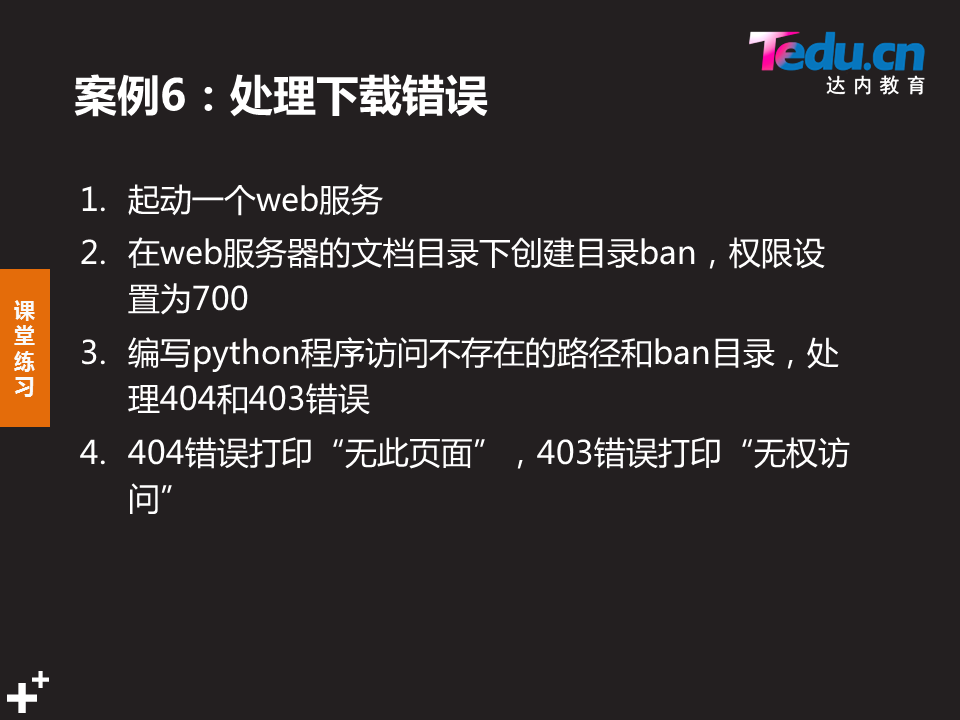 Tedu.cn
达内教育
案例6：处理下载错误
1. 起动一个web服务
2. 在web服务器的文档目录下创建目录ban，权限设
置为700
3. 编写python程序访问不存在的路径和ban目录，处
理404和403错误
4. 404错误打印“无此页面”，403错误打印“无权访
问”
课
堂
练
习